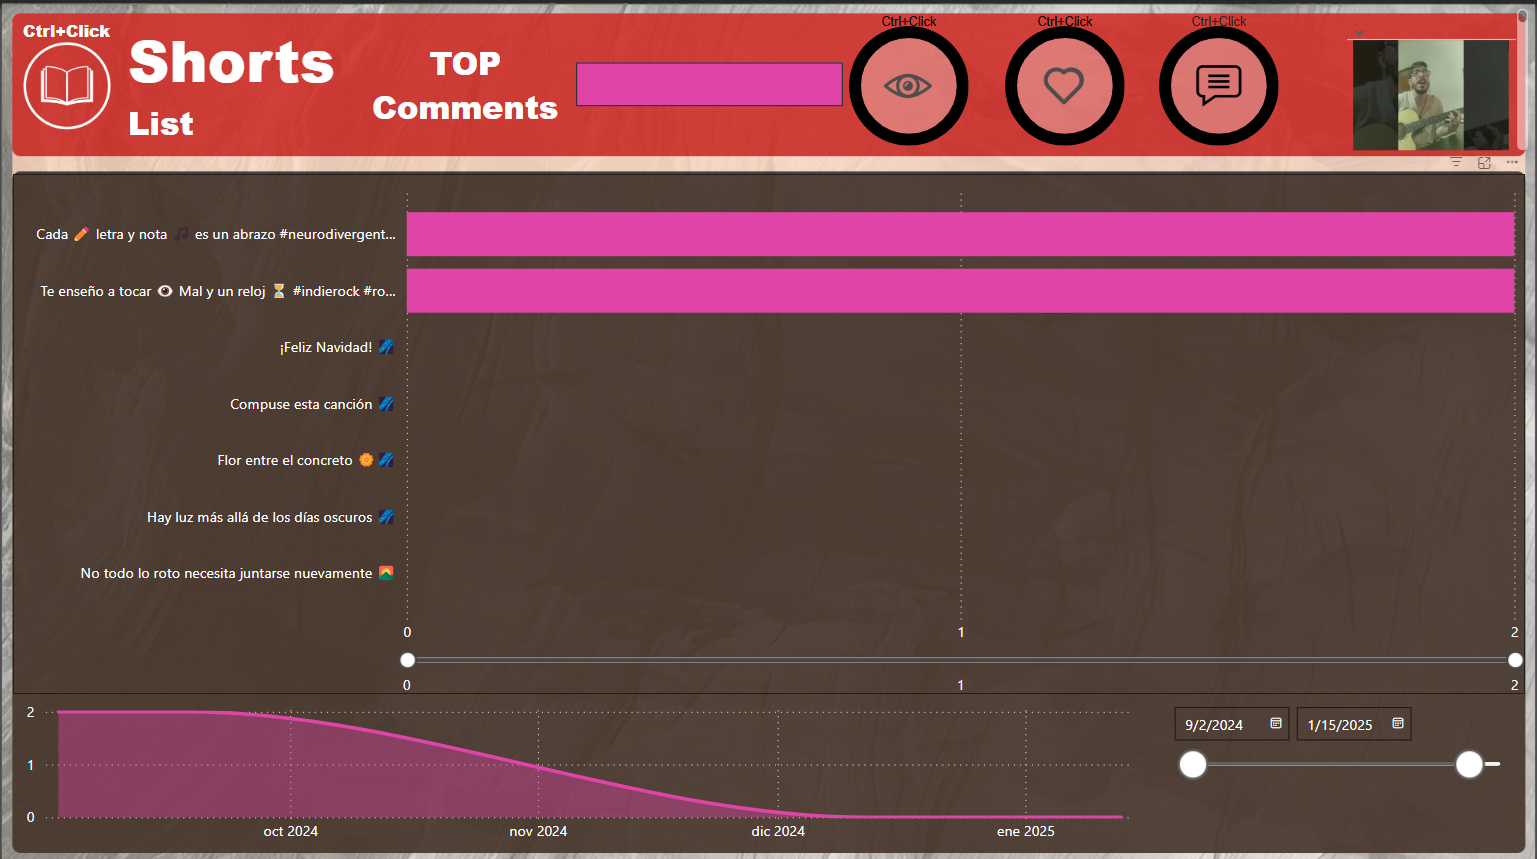 Ctrl+Click
Shorts
List
TOP
Comments
Ctrl+Click
Ctrl+Click
Ctrl+Click
Cada ✏️ letra y nota 🎵 es un abrazo #neurodivergent...
Te enseño a tocar 👁️ Mal y un reloj ⏳ #indierock #ro...
¡Feliz Navidad! 🌌
Compuse esta canción 🌌
Flor entre el concreto 🌼 🌌
Hay luz más allá de los días oscuros 🌌
No todo lo roto necesita juntarse nuevamente 🌄
0 1 2
0 1 2
2
1
0
oct 2024 nov 2024 dic 2024 ene 2025
9/2/2024 1/15/2025